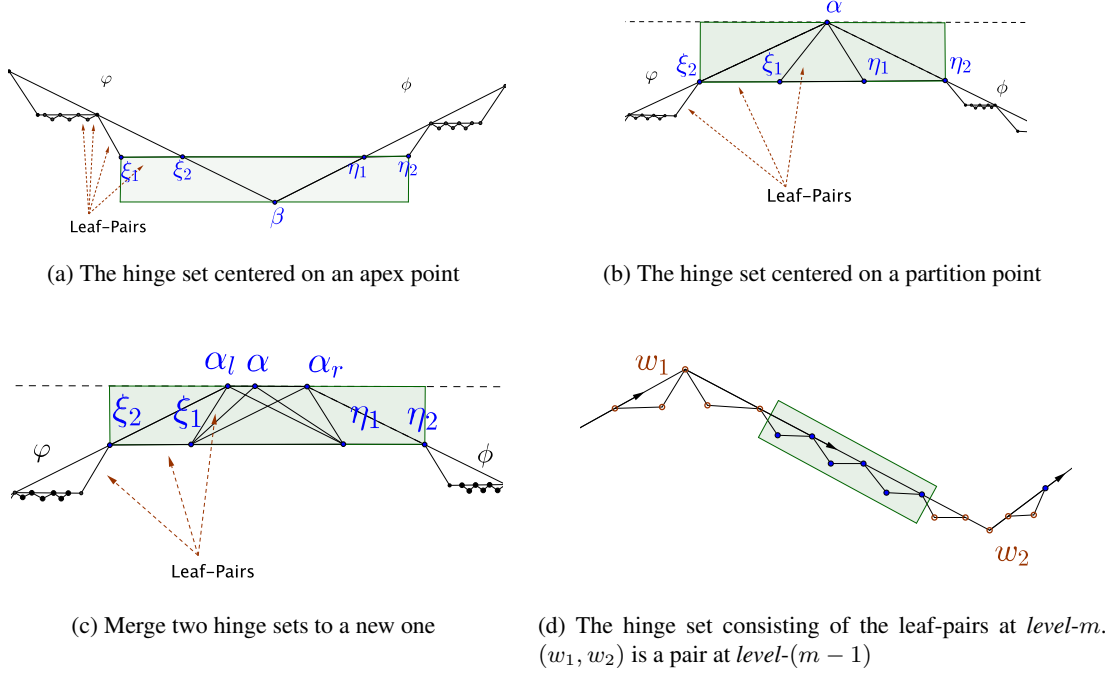 α
φ
ϕ
ξ₁
ξ₂
η₁
η₂
β
Leaf-Pairs
φ
ξ₂
ξ₁
η₁
η₂
ϕ
Leaf-Pairs
(a) The hinge set centered on an apex point
(b) The hinge set centered on a partition point
αₗ α αᵣ
ξ₂ ξ₁ η₁ η₂
φ
ϕ
Leaf-Pairs
w₁
w₂
(c) Merge two hinge sets to a new one
(d) The hinge set consisting of the leaf-pairs at level-m.
(w₁, w₂) is a pair at level-(m − 1)